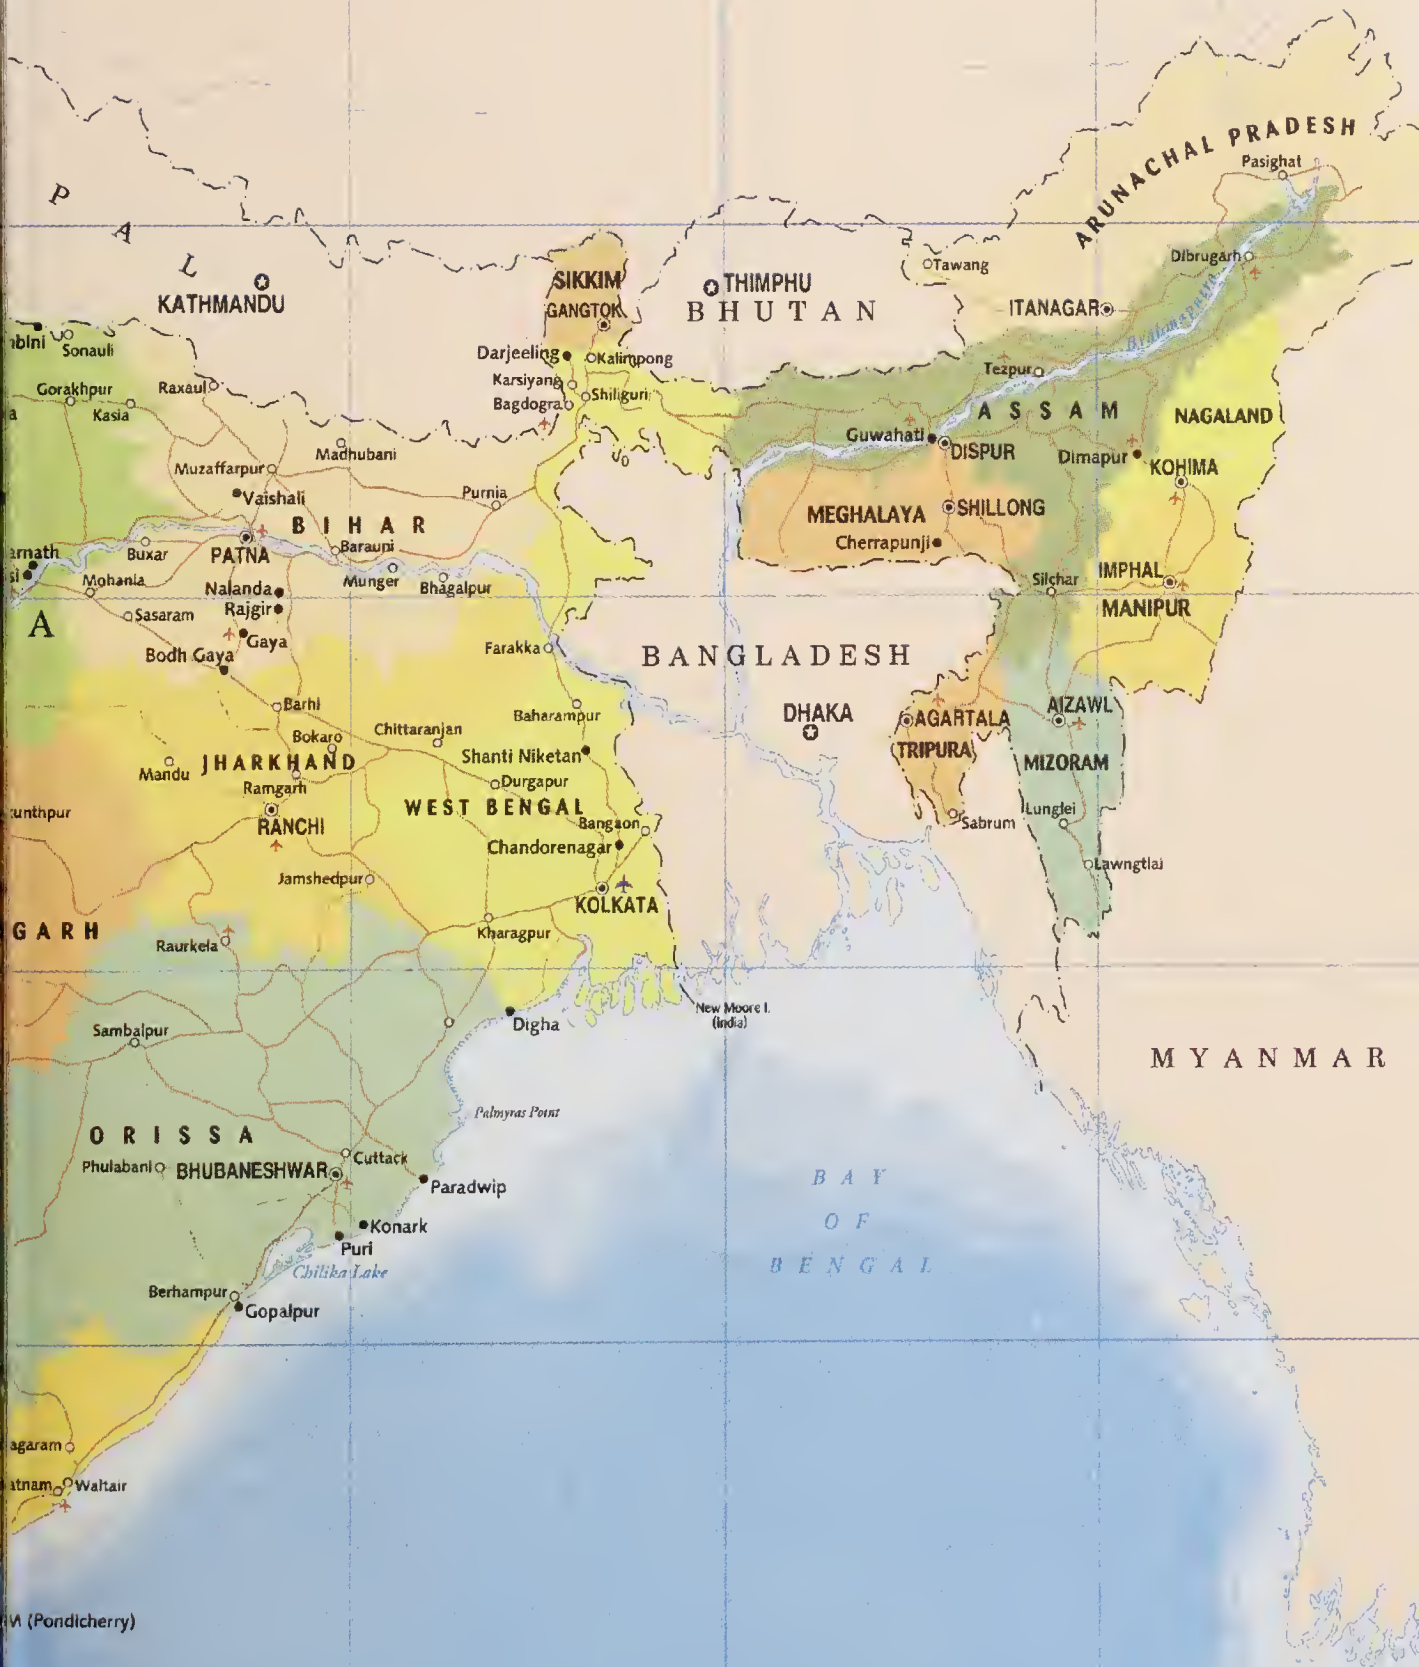 ARUNACHAL PRADESH
Pasighat
P A L
KATHMANDU
SIKKIM
GANGTOK
THIMPHU
BHUTAN
Tawang
Dibrugarh
ITANAGAR
Brahmaputra
Sonauli
Darjeeling
Kalimpong
Karsiyang
Shiliguri
Bagdogra
Gorakhpur
Kasia
Raxaul
Tezpur
ASSAM
NAGALAND
Guwahati
DISPUR
Dimapur
KOHIMA
Madhubani
Muzaffarpur
Vaishali
Purnia
BIHAR
MEGHALAYA
SHILLONG
Cherrapunji
Buxar
PATNA
Barauni
Munger
Bhagalpur
Mohania
Nalanda
Rajgir
Sasaram
Gaya
Bodh Gaya
A
Silchar
IMPHAL
MANIPUR
Farakka
BANGLADESH
DHAKA
Barhi
Baharampur
AGARTALA
(TRIPURA)
AIZAWL
MIZORAM
Bokaro
Chittaranjan
Shanti Niketan
Mandu
JHARKHAND
Ramgarh
Durgapur
WEST BENGAL
RANCHI
Bangaon
Chandorenagar
Lunglei
Sabrum
Lawngtlai
Jamshedpur
KOLKATA
GARH
Raurkela
Kharagpur
New Moore I.
(India)
Digha
Sambalpur
MYANMAR
Palmyras Point
ORISSA
Phulabani
BHUBANESHWAR
Cuttack
Paradwip
Konark
Puri
Chilika Lake
BAY
OF
BENGAL
Berhampur
Gopalpur
agaram
atnam
Waltair
(Pondicherry)